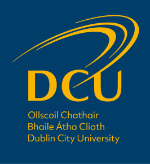 DCU
Ollscoil Chathair
Bhaile Átha Cliath
Dublin City University